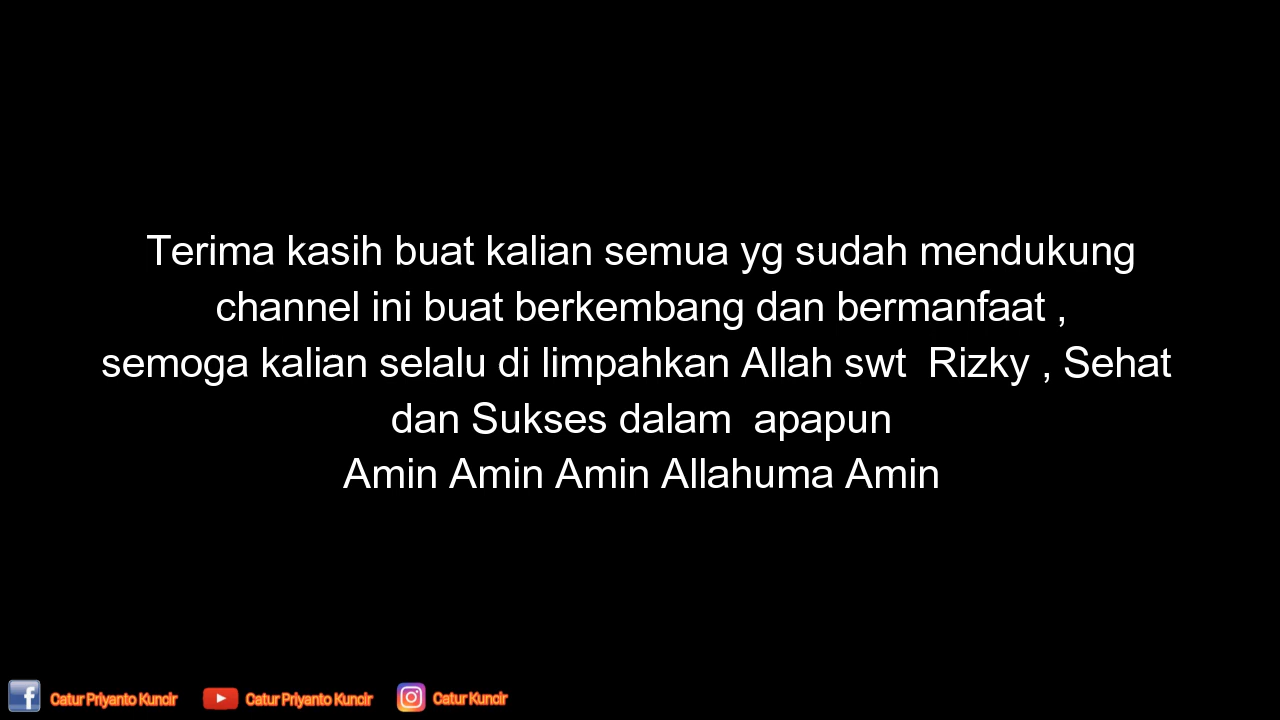 Terima kasih buat kalian semua yg sudah mendukung
channel ini buat berkembang dan bermanfaat ,
semoga kalian selalu di limpahkan Allah swt  Rizky , Sehat
dan Sukses dalam  apapun
Amin Amin Amin Allahuma Amin
Catur Priyanto Kuncir Catur Priyanto Kuncir Catur Kuncir